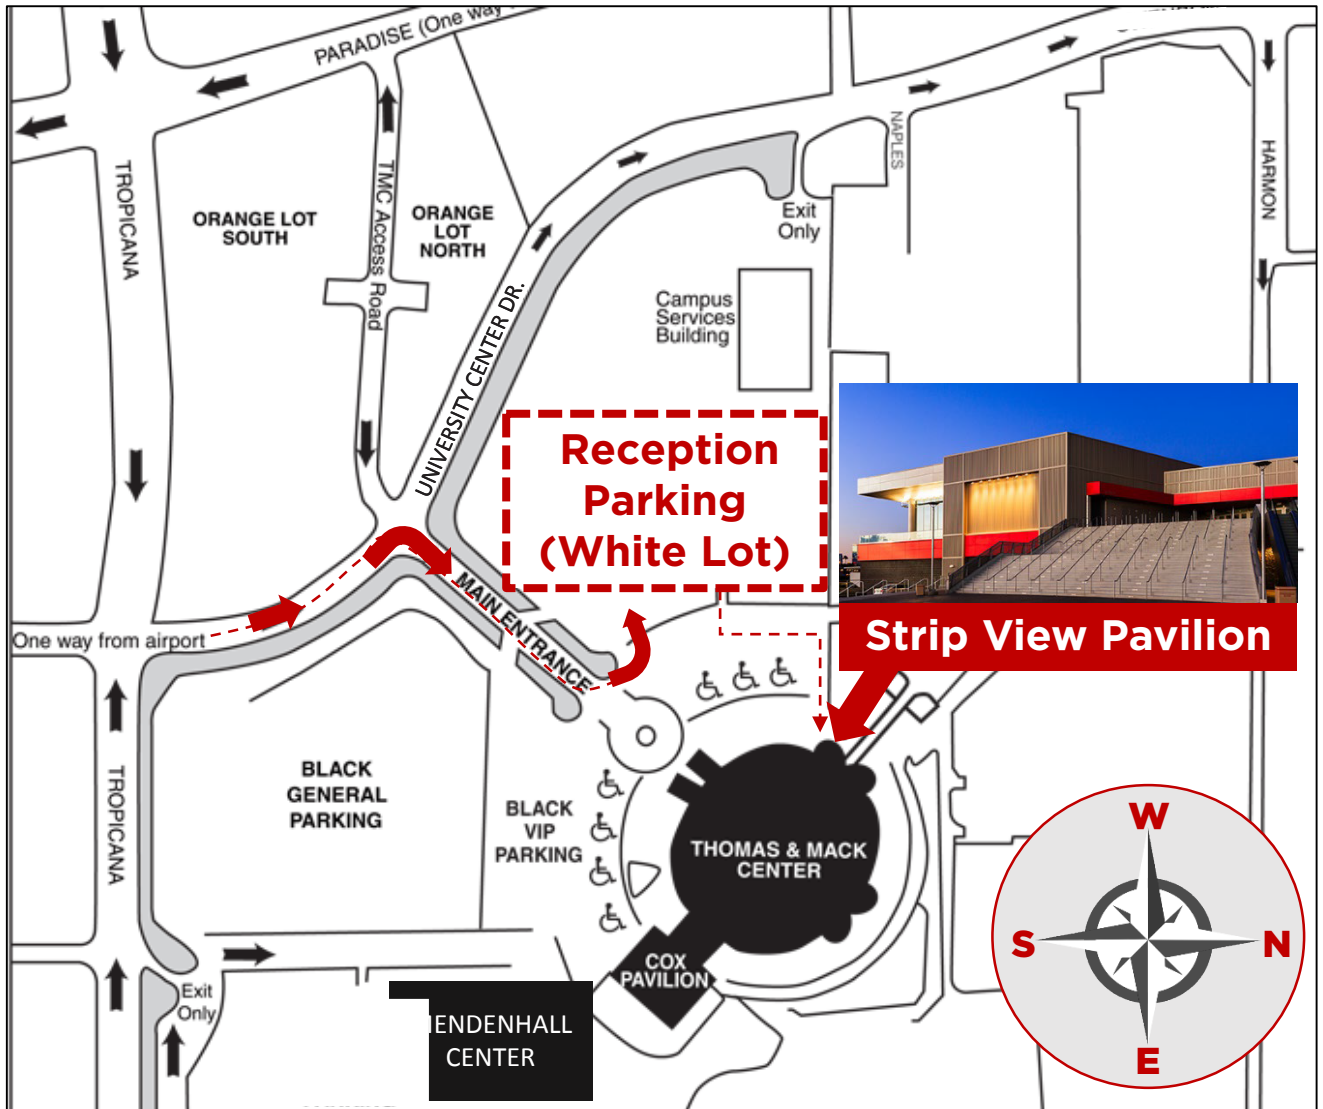 PARADISE (One way
TROPICANA
TMC Access Road
ORANGE LOT
SOUTH
ORANGE
LOT
NORTH
NAPLES
HARMON
Exit
Only
Campus
Services
Building
UNIVERSITY CENTER DR.
Reception
Parking
(White Lot)
Strip View Pavilion
MAIN ENTRANCE
One way from airport
TROPICANA
BLACK
GENERAL
PARKING
BLACK
VIP
PARKING
THOMAS & MACK
CENTER
COX
PAVILION
Exit
Only
ENDENHALL
CENTER
W
S
N
E